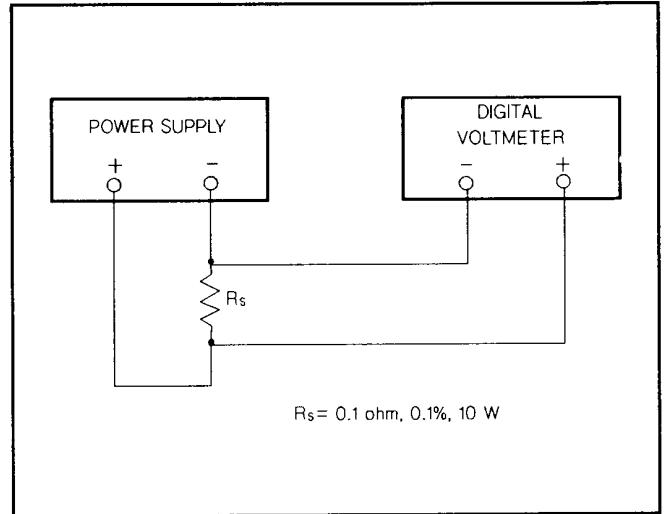 POWER SUPPLY
+ −
DIGITAL
VOLTMETER
− +
Rs
Rs= 0.1 ohm, 0.1%, 10 W